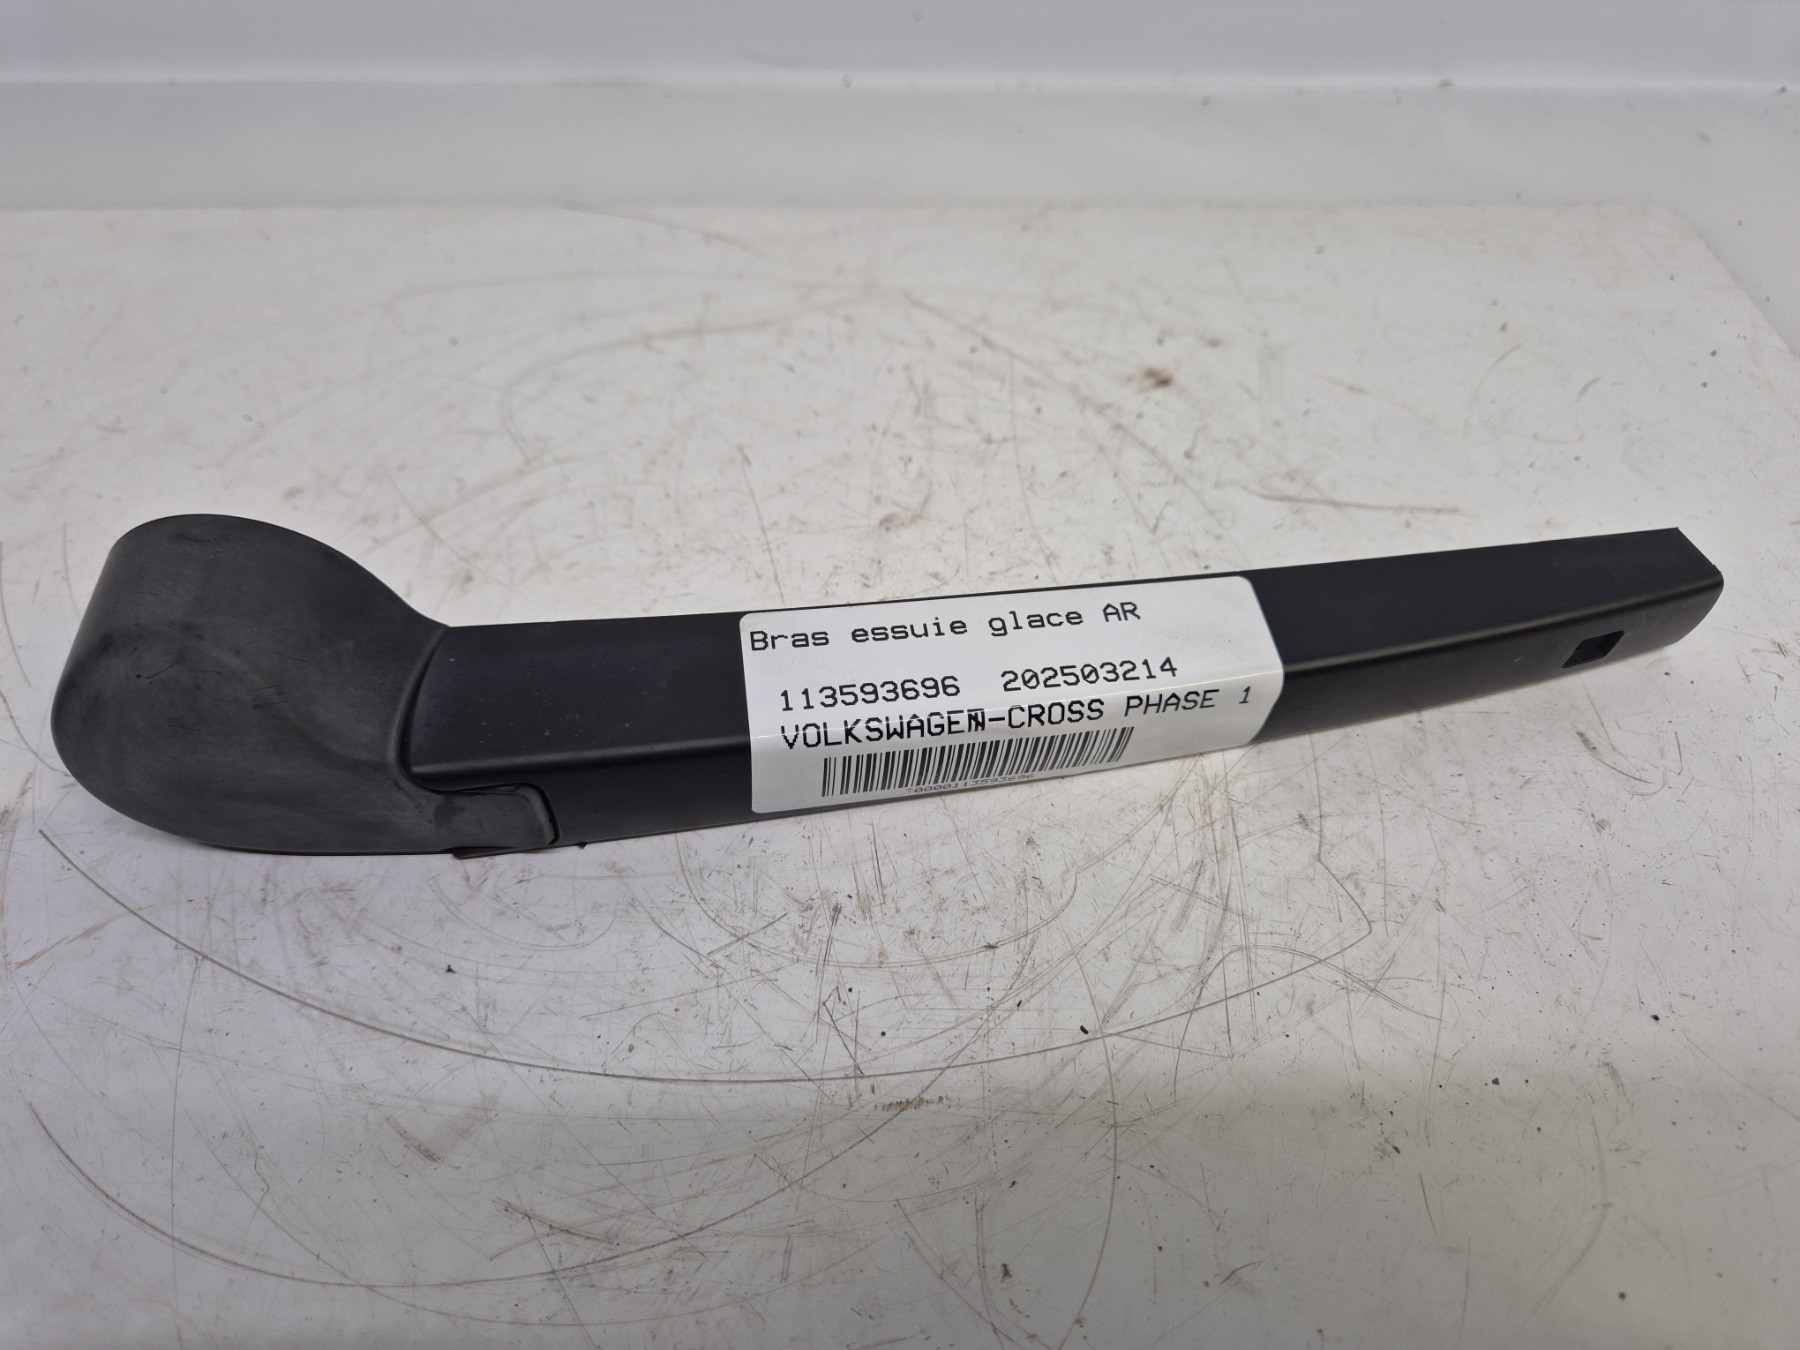 Bras essuie glace AR
113593696 202503214
VOLKSWAGEN-CROSS PHASE 1